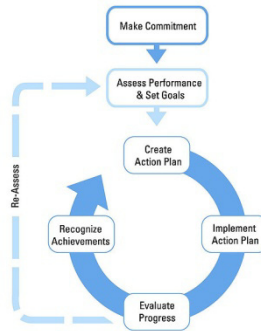 Make Commitment
Assess Performance
& Set Goals
Create
Action Plan
Re-Assess
Recognize
Achievements
Implement
Action Plan
Evaluate
Progress